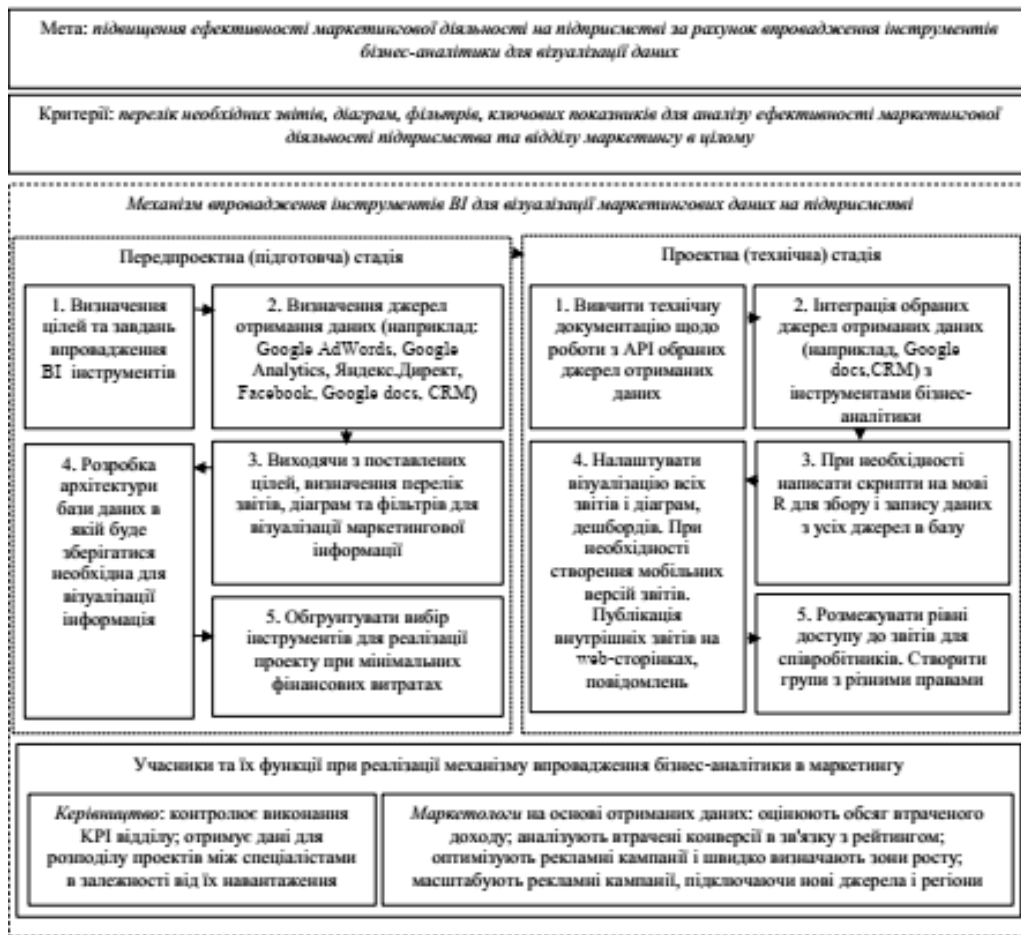 Мета: підвищення ефективності маркетингової діяльності на підприємстві за рахунок впровадження інструментів
бізнес-аналітики для візуалізації даних
Критерії: перелік необхідних звітів, діаграм, фільтрів, ключових показників для аналізу ефективності маркетингової
діяльності підприємства та відділу маркетингу в цілому
Механізм впровадження інструментів BI для візуалізації маркетингових даних на підприємстві
Передпроектна (підготовча) стадія
1. Визначення
цілей та завдань
впровадження
BI інструментів
2. Визначення джерел
отримання даних (наприклад:
Google AdWords, Google
Analytics, Яндекс.Директ,
Facebook, Google docs, CRM)
3. Виходячи з поставлених
цілей, визначення перелік
звітів, діаграм та фільтрів для
візуалізації маркетингової
інформації
4. Розробка
архітектури
бази даних в
якій буде
зберігатися
необхідна для
візуалізації
інформація
5. Обгрунтувати вибір
інструментів для реалізації
проекту при мінімальних
фінансових витратах
Проектна (технічна) стадія
1. Вивчити технічну
документацію щодо
роботи з API обраних
джерел отриманих
даних
2. Інтеграція обраних
джерел отриманих даних
(наприклад, Google
docs,CRM) з
інструментами бізнес-
аналітики
3. При необхідності
написати скрипти на мові
R для збору і запису даних
з усіх джерел в базу
4. Налаштувати
візуалізацію всіх
звітів і діаграм,
дешбордів. При
необхідності
створення мобільних
версій звітів.
Публікація
внутрішніх звітів на
web-сторінках,
повідомлень
5. Розмежувати рівні
доступу до звітів для
співробітників. Створити
групи з різними правами
Учасники та їх функції при реалізації механізму впровадження бізнес-аналітики в маркетингу
Керівництво: контролює виконання
KPI відділу; отримує дані для
розподілу проектів між спеціалістами
в залежності від їх навантаження
Маркетологи на основі отриманих даних: оцінюють обсяг втраченого
доходу; аналізують втрачені конверсії в зв'язку з рейтингом;
оптимізують рекламні кампанії і швидко визначають зони росту;
масштабують рекламні кампанії, підключаючи нові джерела і регіони